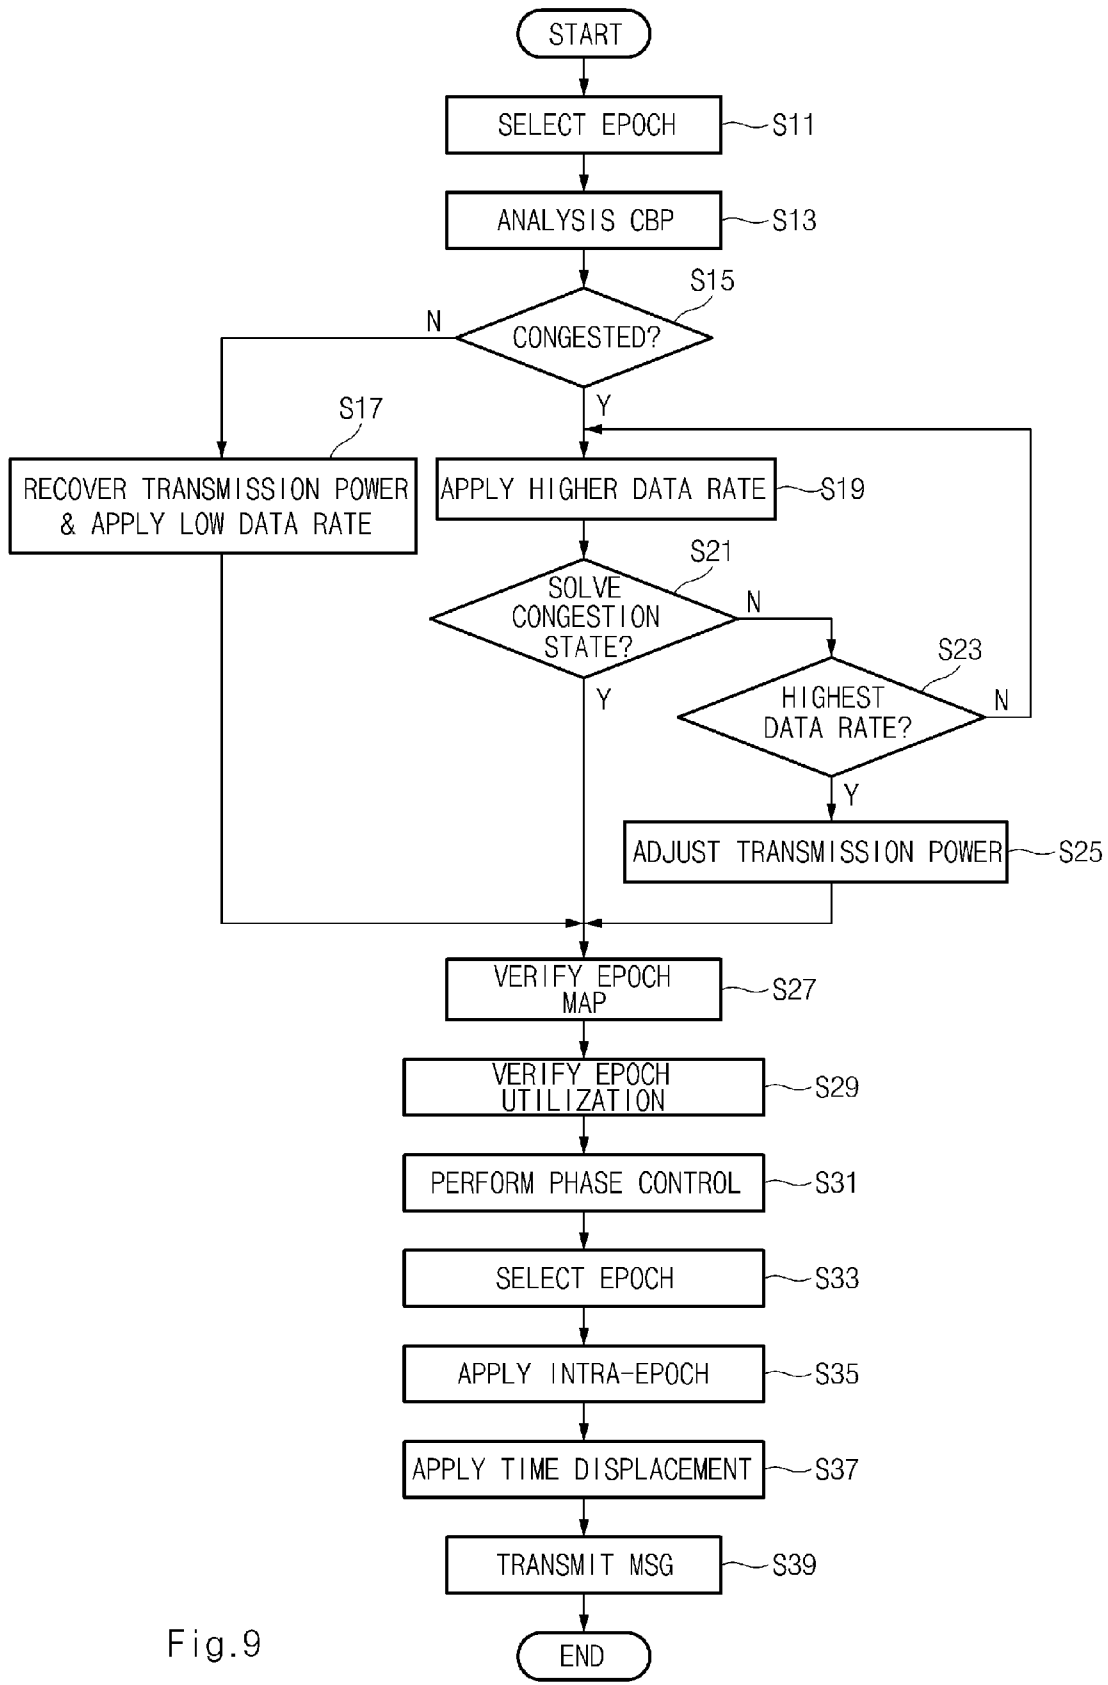 START
SELECT EPOCH
S11
ANALYSIS CBP
S13
S15
CONGESTED?
N
Y
S17
RECOVER TRANSMISSION POWER
& APPLY LOW DATA RATE
APPLY HIGHER DATA RATE
S19
S21
SOLVE
CONGESTION
STATE?
N
Y
S23
HIGHEST
DATA RATE?
N
Y
ADJUST TRANSMISSION POWER
S25
VERIFY EPOCH
MAP
S27
VERIFY EPOCH
UTILIZATION
S29
PERFORM PHASE CONTROL
S31
SELECT EPOCH
S33
APPLY INTRA-EPOCH
S35
APPLY TIME DISPLACEMENT
S37
TRANSMIT MSG
S39
END
Fig.9